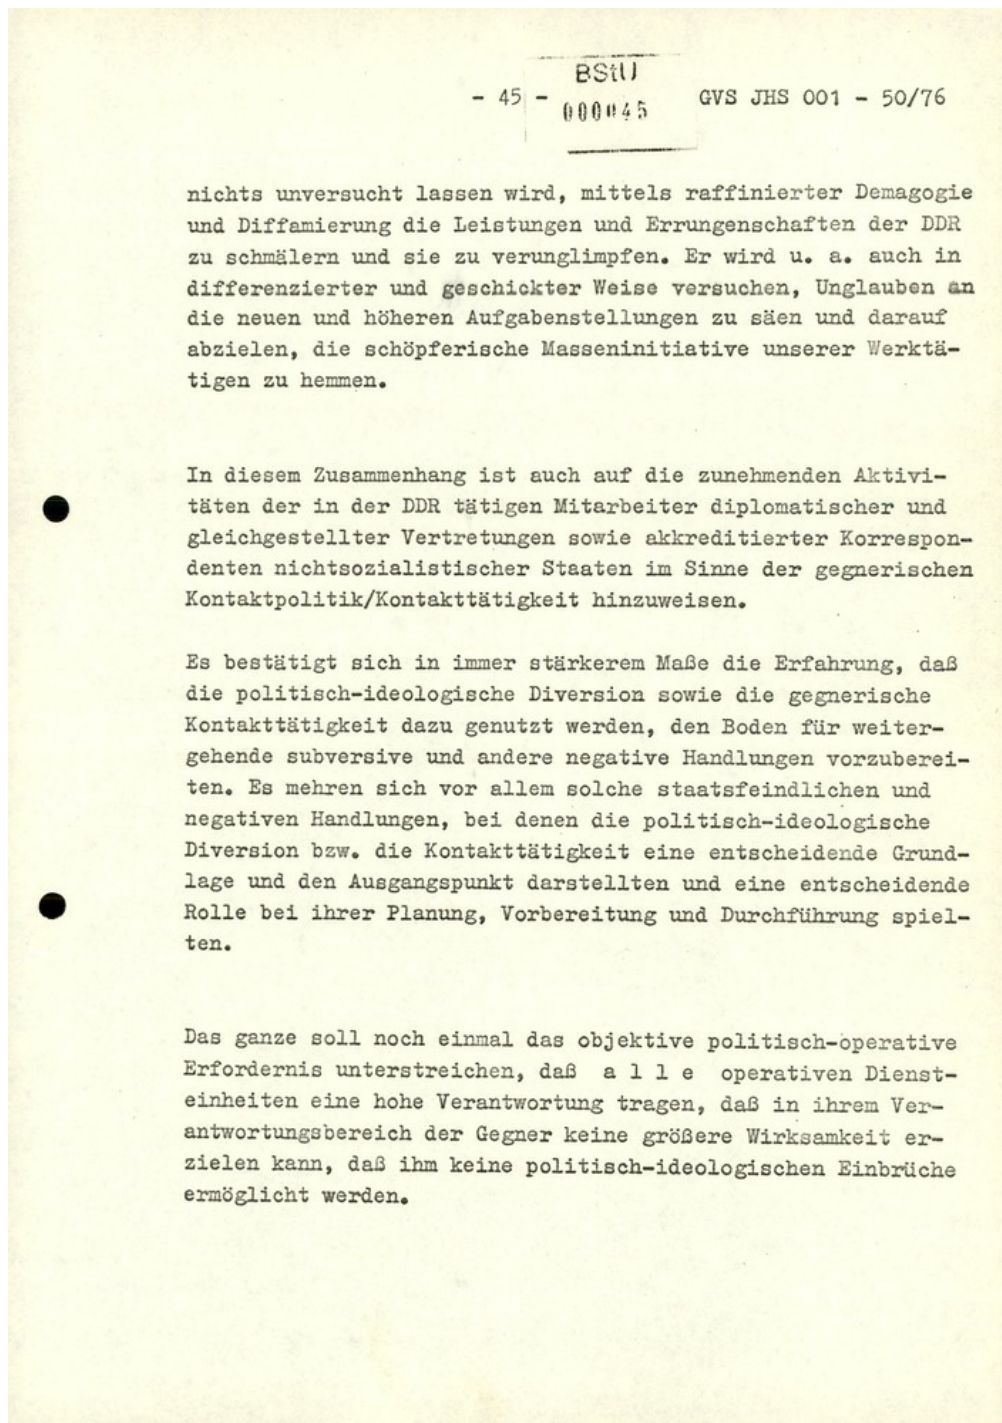 BStU
- 45 - GVS JHS 001 - 50/76
000045
nichts unversucht lassen wird, mittels raffinierter Demagogie
und Diffamierung die Leistungen und Errungenschaften der DDR
zu schmälern und sie zu verunglimpfen. Er wird u. a. auch in
differenzierter und geschickter Weise versuchen, Unglauben an
die neuen und höheren Aufgabenstellungen zu säen und darauf
abzielen, die schöpferische Masseninitiative unserer Werktä-
tigen zu hemmen.
In diesem Zusammenhang ist auch auf die zunehmenden Aktivi-
täten der in der DDR tätigen Mitarbeiter diplomatischer und
gleichgestellter Vertretungen sowie akkreditierter Korrespon-
denten nichtsozialistischer Staaten im Sinne der gegnerischen
Kontaktpolitik/Kontakttätigkeit hinzuweisen.
Es bestätigt sich in immer stärkerem Maße die Erfahrung, daß
die politisch-ideologische Diversion sowie die gegnerische
Kontakttätigkeit dazu genutzt werden, den Boden für weiter-
gehende subversive und andere negative Handlungen vorzuberei-
ten. Es mehren sich vor allem solche staatsfeindlichen und
negativen Handlungen, bei denen die politisch-ideologische
Diversion bzw. die Kontakttätigkeit eine entscheidende Grund-
lage und den Ausgangspunkt darstellten und eine entscheidende
Rolle bei ihrer Planung, Vorbereitung und Durchführung spiel-
ten.
Das ganze soll noch einmal das objektive politisch-operative
Erfordernis unterstreichen, daß a l l e operativen Dienst-
einheiten eine hohe Verantwortung tragen, daß in ihrem Ver-
antwortungsbereich der Gegner keine größere Wirksamkeit er-
zielen kann, daß ihm keine politisch-ideologischen Einbrüche
ermöglicht werden.